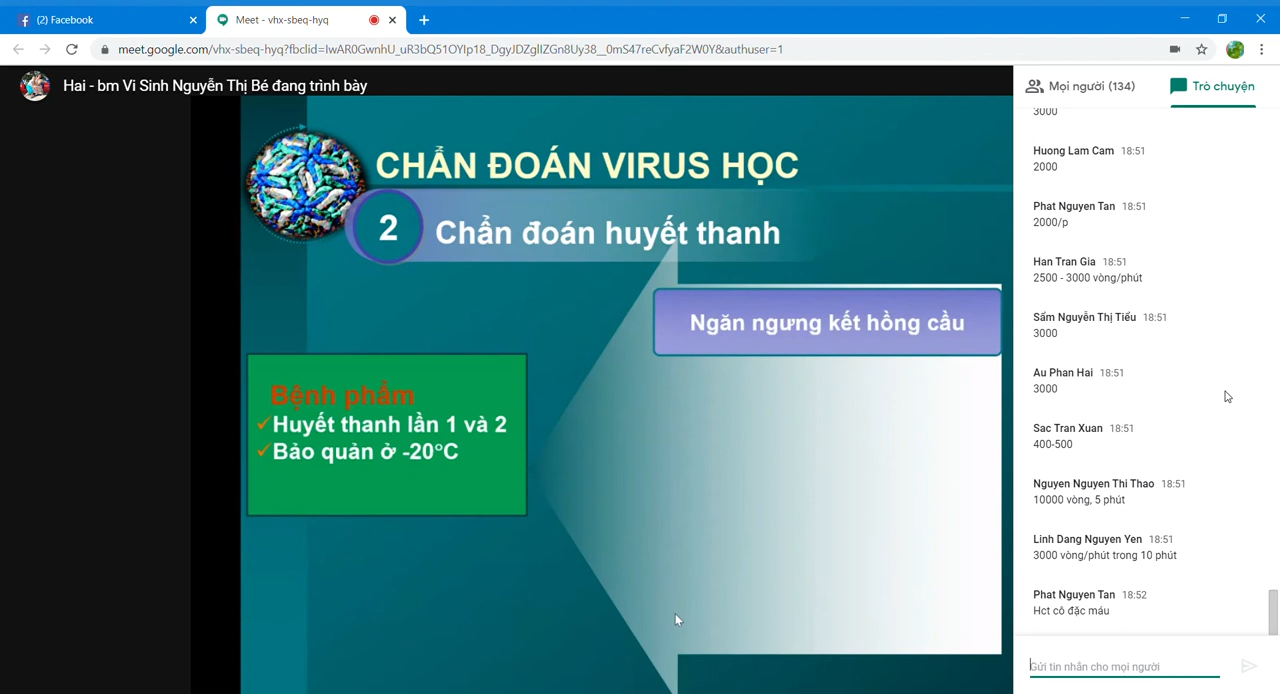 (2) Facebook
Meet - vhx-sbeq-hyq
meet.google.com/vhx-sbeq-hyq?fbclid=IwAR0GwnhU_uR3bQ51OYIp18_DgyJDZglIZGn8Uy38__0mS47reCvfyaF2W0Y&authuser=1
Hai - bm Vi Sinh Nguyễn Thị Bé đang trình bày
CHẨN ĐOÁN VIRUS HỌC
2 Chẩn đoán huyết thanh
Ngăn ngưng kết hồng cầu
Bệnh phẩm
Huyết thanh lần 1 và 2
Bảo quản ở -20°C
Mọi người (134)
Trò chuyện
3000
Huong Lam Cam 18:51
2000
Phat Nguyen Tan 18:51
2000/p
Han Tran Gia 18:51
2500 - 3000 vòng/phút
Sấm Nguyễn Thị Tiểu 18:51
3000
Au Phan Hai 18:51
3000
Sac Tran Xuan 18:51
400-500
Nguyen Nguyen Thi Thao 18:51
10000 vòng, 5 phút
Linh Dang Nguyen Yen 18:51
3000 vòng/phút trong 10 phút
Phat Nguyen Tan 18:52
Hct cô đặc máu
Gửi tin nhắn cho mọi người